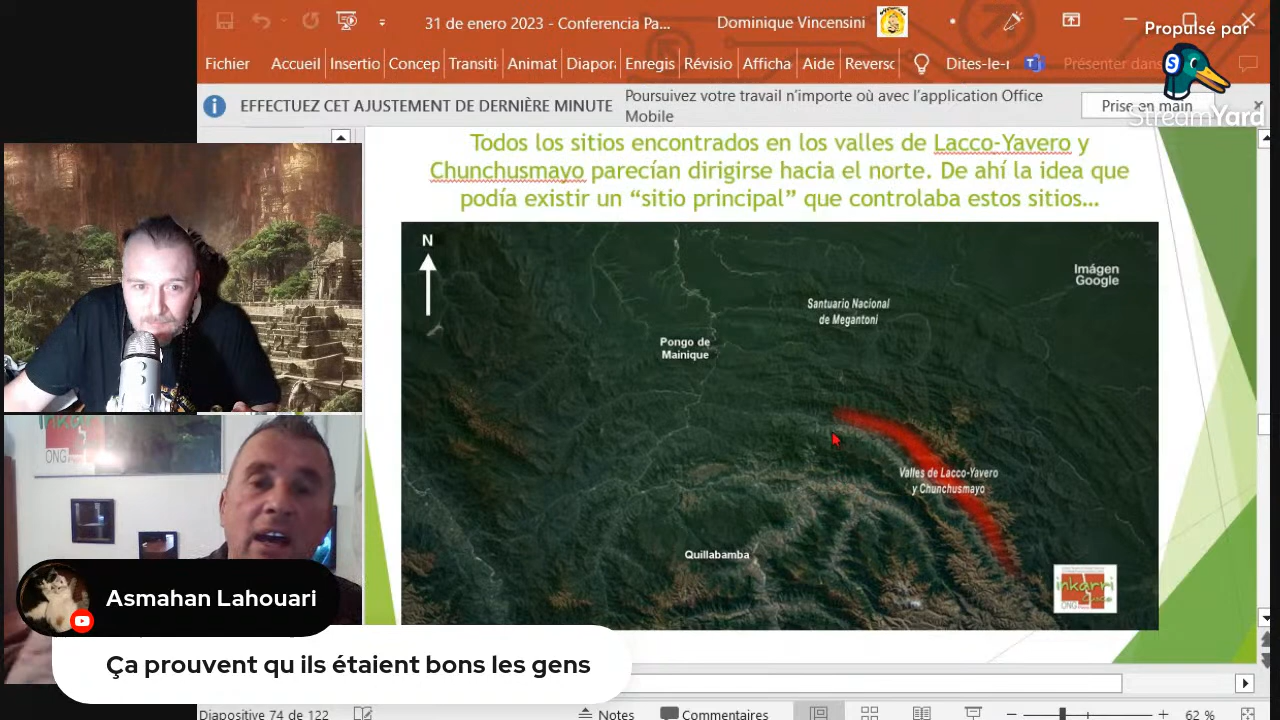 31 de enero 2023 - Conferencia Pa...
Dominique Vincensini
Propulsé par
Fichier
Accueil
Insertio
Concep
Transiti
Animat
Diapora
Enregis
Révisio
Afficha
Aide
Reversc
Dites-le-r
Présenter dans
StreamYard
EFFECTUEZ CET AJUSTEMENT DE DERNIÈRE MINUTE
Poursuivez votre travail n'importe où avec l'application Office
Mobile
Prise en main
Todos los sitios encontrados en los valles de Lacco-Yavero y
Chunchusmayo parecían dirigirse hacia el norte. De ahí la idea que
podía existir un “sitio principal” que controlaba estos sitios…
N
Imágen
Google
Santuario Nacional
de Megantoni
Pongo de
Mainique
Valles de Lacco-Yavero
y Chunchusmayo
Quillabamba
inkarri
ONG
ONG
Asmahan Lahouari
Ça prouvent qu ils étaient bons les gens
Diapositive 74 de 122
Notes
Commentaires
62 %